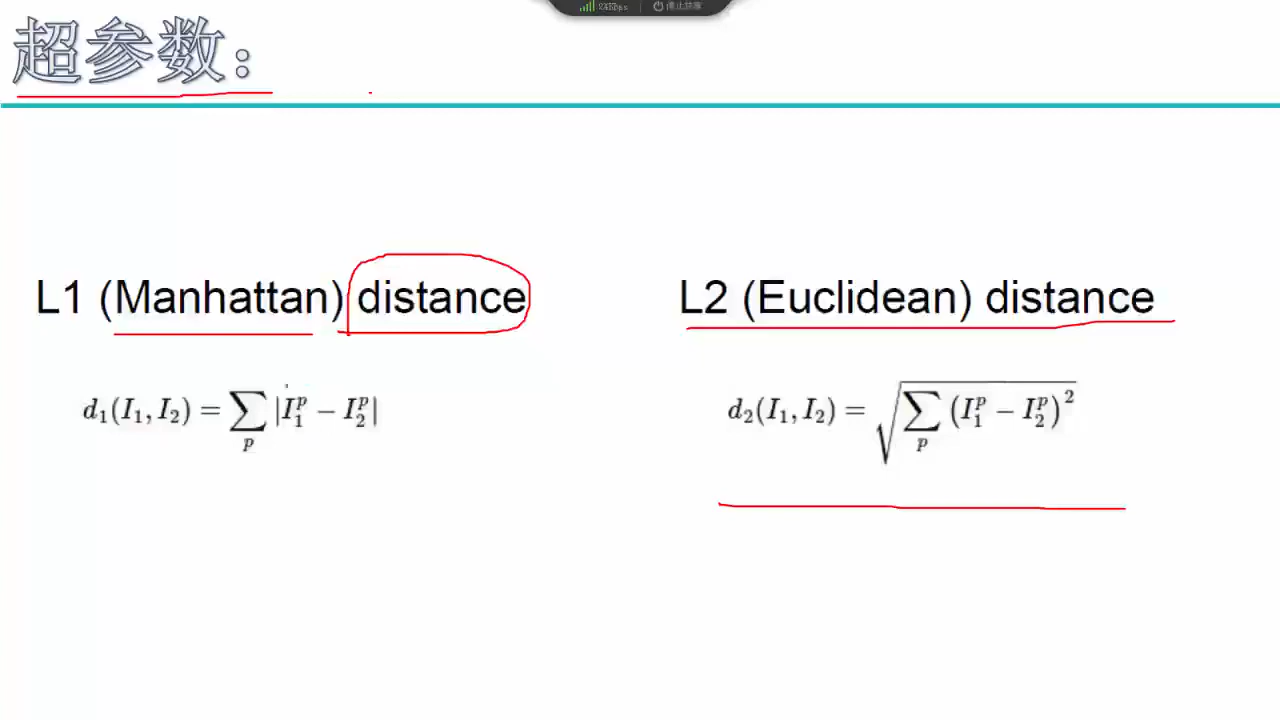 超参数：
L1 (Manhattan) distance
L2 (Euclidean) distance
d₁(I₁, I₂) = ∑ₚ |I₁ᵖ − I₂ᵖ|
d₂(I₁, I₂) = √(∑ₚ (I₁ᵖ − I₂ᵖ)²)